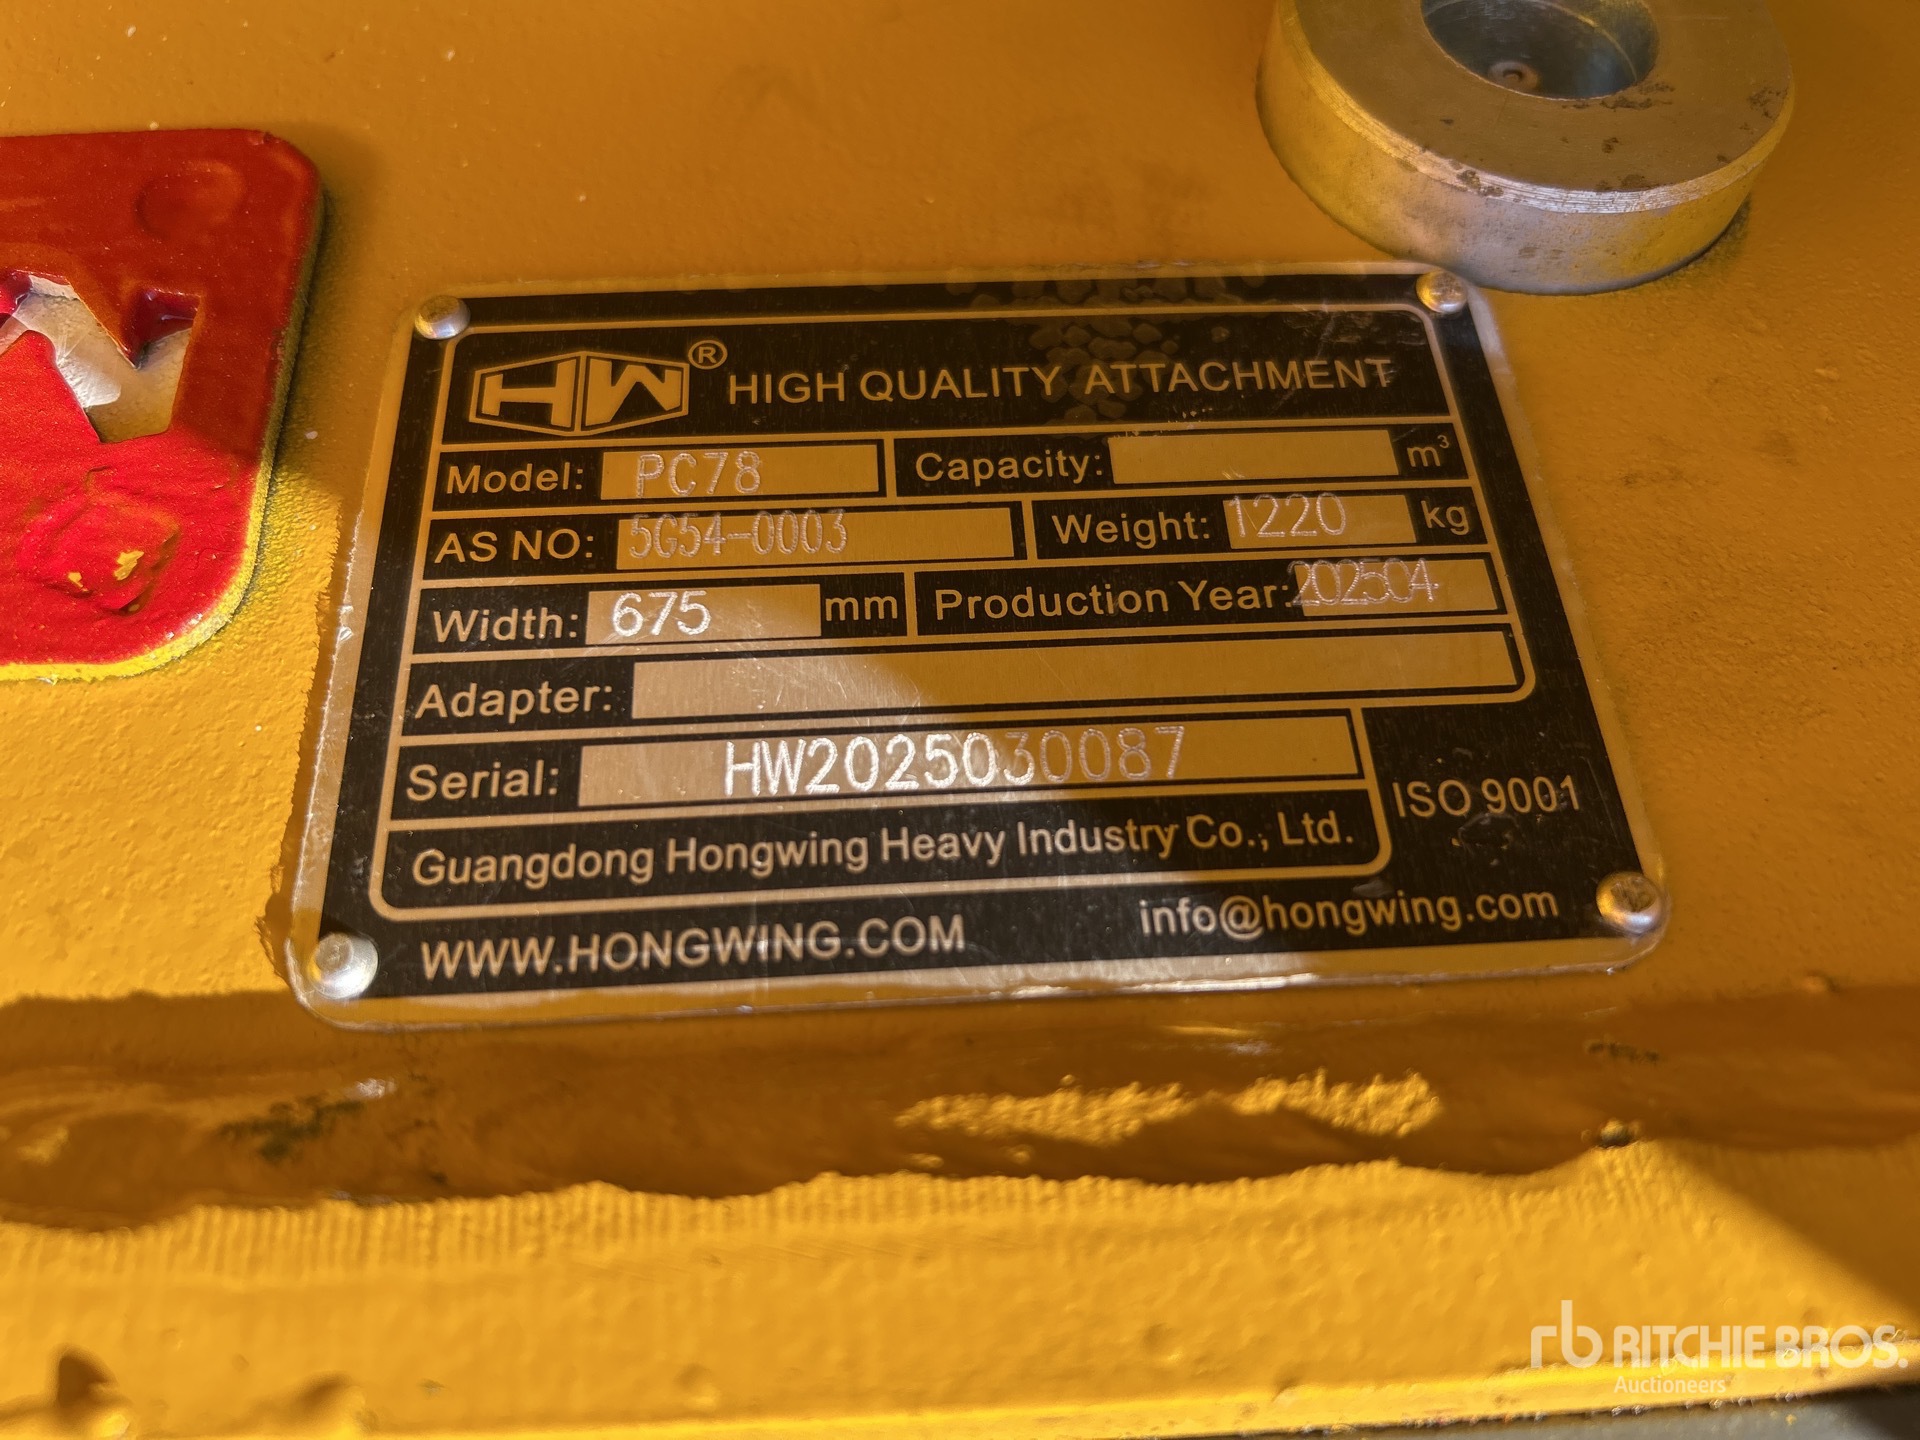 HW® HIGH QUALITY ATTACHMENT
Model: PC78 Capacity: m³
AS NO: 5G54-0003 Weight: 1220 kg
Width: 675 mm Production Year: 202504
Adapter:
Serial: HW2025030087
ISO 9001
Guangdong Hongwing Heavy Industry Co., Ltd.
WWW.HONGWING.COM info@hongwing.com
rb RITCHIE BROS.
Auctioneers